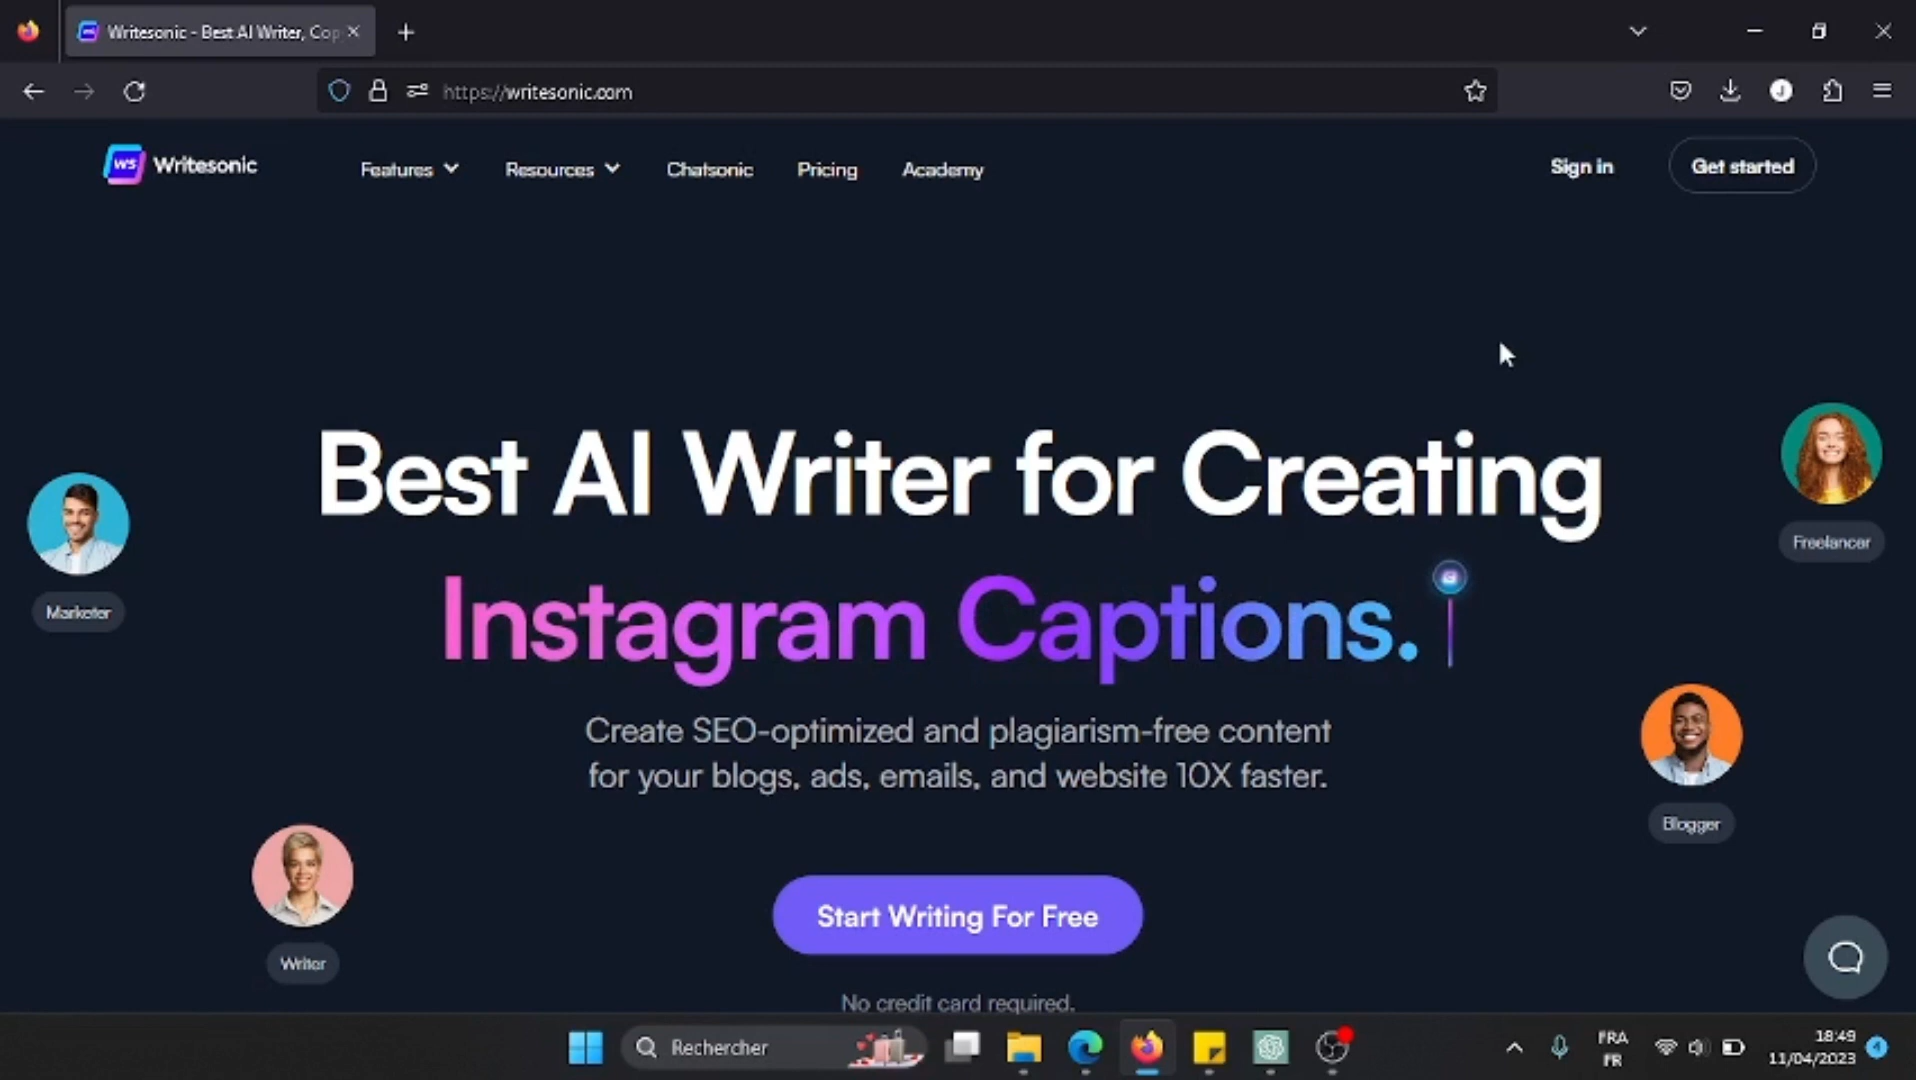 Writesonic - Best AI Writer, Cop
https://writesonic.com
ws Writesonic
Features
Resources
Chatsonic
Pricing
Academy
Sign in
Get started
Best AI Writer for Creating
Instagram Captions.
Create SEO-optimized and plagiarism-free content
for your blogs, ads, emails, and website 10X faster.
Marketer
Freelancer
Blogger
Writer
Start Writing For Free
No credit card required.
Rechercher
FRA
FR
18:49
11/04/2023
4
J